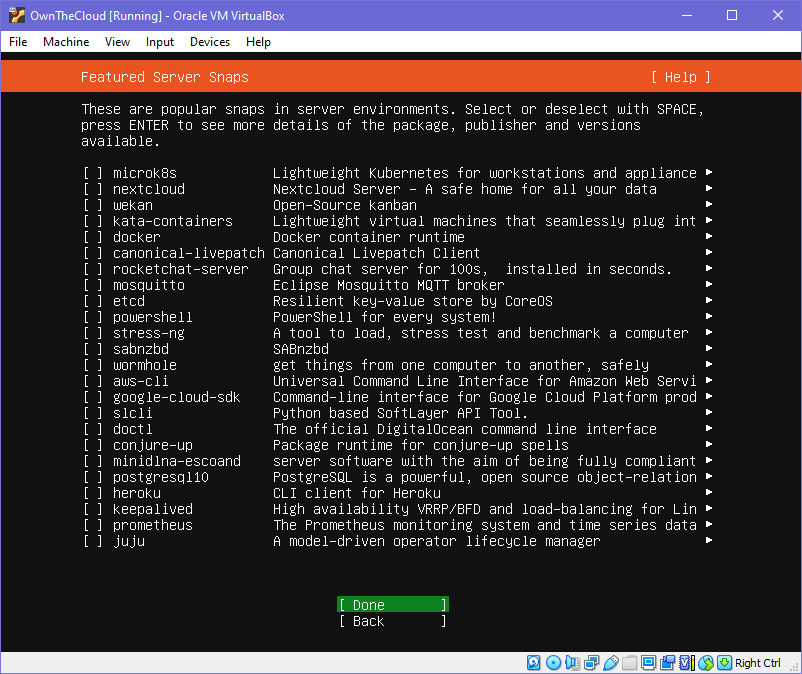 OwnTheCloud [Running] - Oracle VM VirtualBox
File Machine View Input Devices Help
Featured Server Snaps [ Help ]
These are popular snaps in server environments. Select or deselect with SPACE,
press ENTER to see more details of the package, publisher and versions
available.
[ ] microk8s Lightweight Kubernetes for workstations and appliance ▸
[ ] nextcloud Nextcloud Server - A safe home for all your data ▸
[ ] wekan Open-Source kanban ▸
[ ] kata-containers Lightweight virtual machines that seamlessly plug int ▸
[ ] docker Docker container runtime ▸
[ ] canonical-livepatch Canonical Livepatch Client ▸
[ ] rocketchat-server Group chat server for 100s, installed in seconds. ▸
[ ] mosquitto Eclipse Mosquitto MQTT broker ▸
[ ] etcd Resilient key-value store by CoreOS ▸
[ ] powershell PowerShell for every system! ▸
[ ] stress-ng A tool to load, stress test and benchmark a computer ▸
[ ] sabnzbd SABnzbd ▸
[ ] wormhole get things from one computer to another, safely ▸
[ ] aws-cli Universal Command Line Interface for Amazon Web Servi ▸
[ ] google-cloud-sdk Command-line interface for Google Cloud Platform prod ▸
[ ] slcli Python based SoftLayer API Tool. ▸
[ ] doctl The official DigitalOcean command line interface ▸
[ ] conjure-up Package runtime for conjure-up spells ▸
[ ] minidlna-escoand server software with the aim of being fully compliant ▸
[ ] postgresql10 PostgreSQL is a powerful, open source object-relation ▸
[ ] heroku CLI client for Heroku ▸
[ ] keepalived High availability VRRP/BFD and load-balancing for Lin ▸
[ ] prometheus The Prometheus monitoring system and time series data ▸
[ ] juju A model-driven operator lifecycle manager ▸
[ Done ]
[ Back ]
Right Ctrl